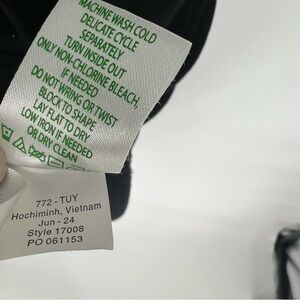 MACHINE WASH COLD
DELICATE CYCLE
SEPARATELY
TURN INSIDE OUT
ONLY NON-CHLORINE BLEACH,
IF NEEDED
DO NOT WRING OR TWIST
BLOCK TO SHAPE
LAY FLAT TO DRY
LOW IRON IF NEEDED
OR DRY CLEAN
772 - TUY
Hochiminh, Vietnam
Jun - 24
Style 17008
PO 061153